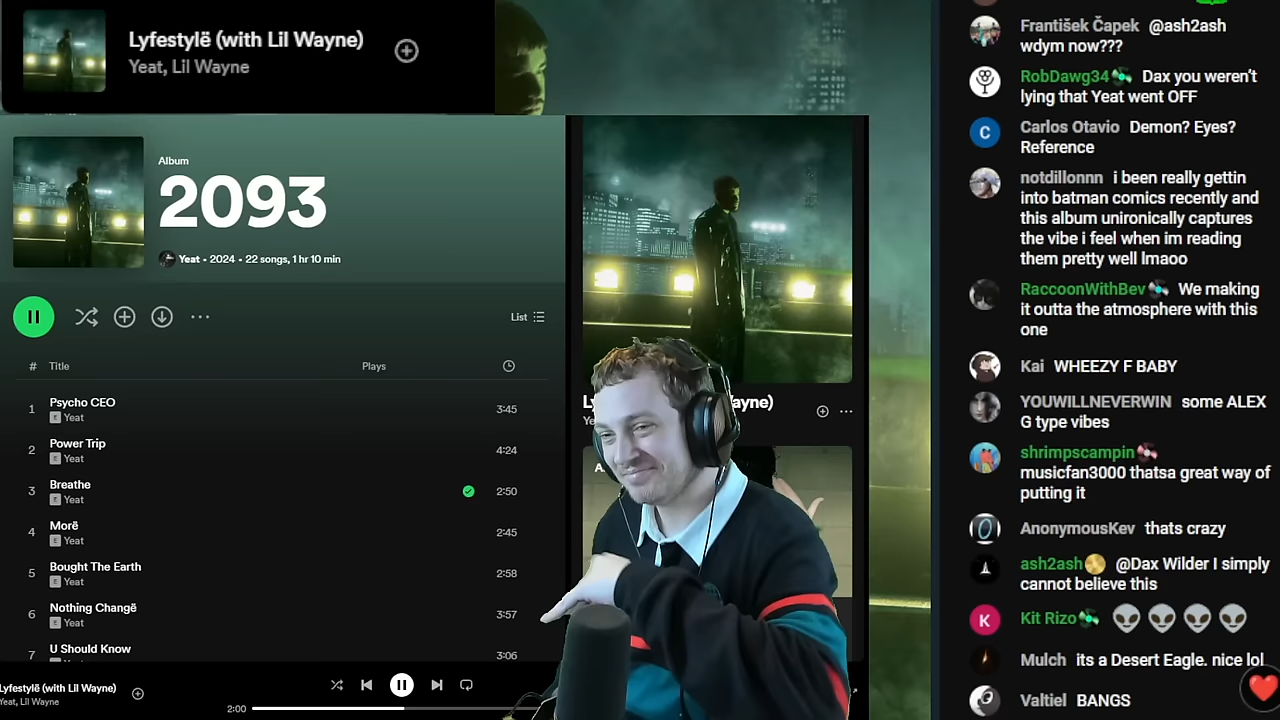 Lyfestylë (with Lil Wayne)
Yeat, Lil Wayne
Album
2093
Yeat • 2024 • 22 songs, 1 hr 10 min
List
# Title Plays
1 Psycho CEO 3:45
E Yeat
2 Power Trip 4:24
E Yeat
3 Breathe 2:50
E Yeat
4 Morë 2:45
E Yeat
5 Bought The Earth 2:58
E Yeat
6 Nothing Changë 3:57
E Yeat
7 U Should Know 3:06
Lyfestylë (with Lil Wayne)
Yeat, Lil Wayne
2:00
Ly ayne)
Ye
A
František Čapek @ash2ash
wdym now???
RobDawg34 Dax you weren't
lying that Yeat went OFF
C Carlos Otavio Demon? Eyes?
Reference
notdillonnn i been really gettin
into batman comics recently and
this album unironically captures
the vibe i feel when im reading
them pretty well lmaoo
RaccoonWithBev We making
it outta the atmosphere with this
one
Kai WHEEZY F BABY
YOUWILLNEVERWIN some ALEX
G type vibes
shrimpscampin
musicfan3000 thatsa great way of
putting it
AnonymousKev thats crazy
ash2ash @Dax Wilder I simply
cannot believe this
K Kit Rizo 👽 👽 👽 👽
Mulch its a Desert Eagle. nice lol
Valtiel BANGS